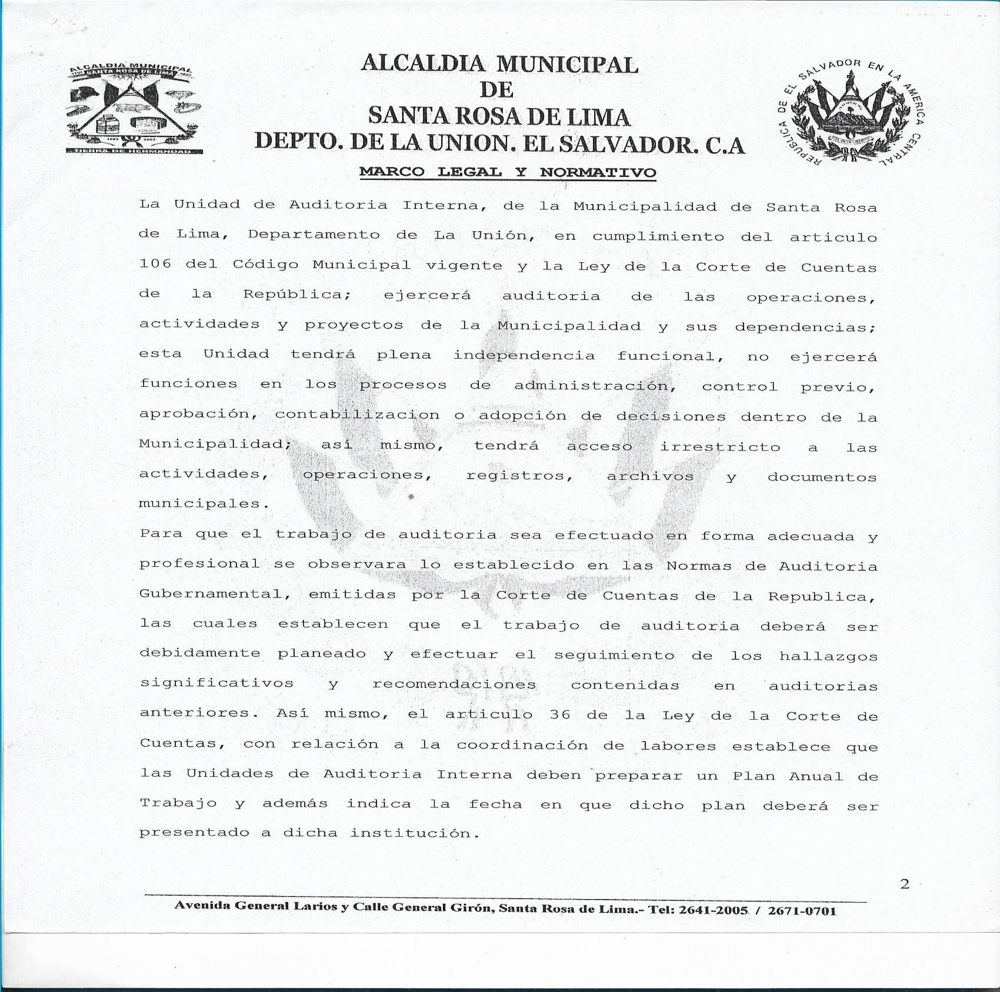 ALCALDIA MUNICIPAL
DE
SANTA ROSA DE LIMA
DEPTO. DE LA UNION. EL SALVADOR. C.A
ALCALDIA MUNICIPAL
SANTA ROSA DE LIMA
1883 2003
TIERRA DE HERMANDAD
REPUBLICA DE EL SALVADOR EN LA AMERICA CENTRAL
MARCO LEGAL Y NORMATIVO
La Unidad de Auditoria Interna, de la Municipalidad de Santa Rosa
de Lima, Departamento de La Unión, en cumplimiento del articulo
106 del Código Municipal vigente y la Ley de la Corte de Cuentas
de la República; ejercerá auditoria de las operaciones,
actividades y proyectos de la Municipalidad y sus dependencias;
esta Unidad tendrá plena independencia funcional, no ejercerá
funciones en los procesos de administración, control previo,
aprobación, contabilizacion o adopción de decisiones dentro de la
Municipalidad; así mismo, tendrá acceso irrestricto a las
actividades, operaciones, registros, archivos y documentos
municipales.
Para que el trabajo de auditoria sea efectuado en forma adecuada y
profesional se observara lo establecido en las Normas de Auditoria
Gubernamental, emitidas por la Corte de Cuentas de la Republica,
las cuales establecen que el trabajo de auditoria deberá ser
debidamente planeado y efectuar el seguimiento de los hallazgos
significativos y recomendaciones contenidas en auditorias
anteriores. Así mismo, el articulo 36 de la Ley de la Corte de
Cuentas, con relación a la coordinación de labores establece que
las Unidades de Auditoria Interna deben preparar un Plan Anual de
Trabajo y además indica la fecha en que dicho plan deberá ser
presentado a dicha institución.
2
Avenida General Larios y Calle General Girón, Santa Rosa de Lima.- Tel: 2641-2005 / 2671-0701